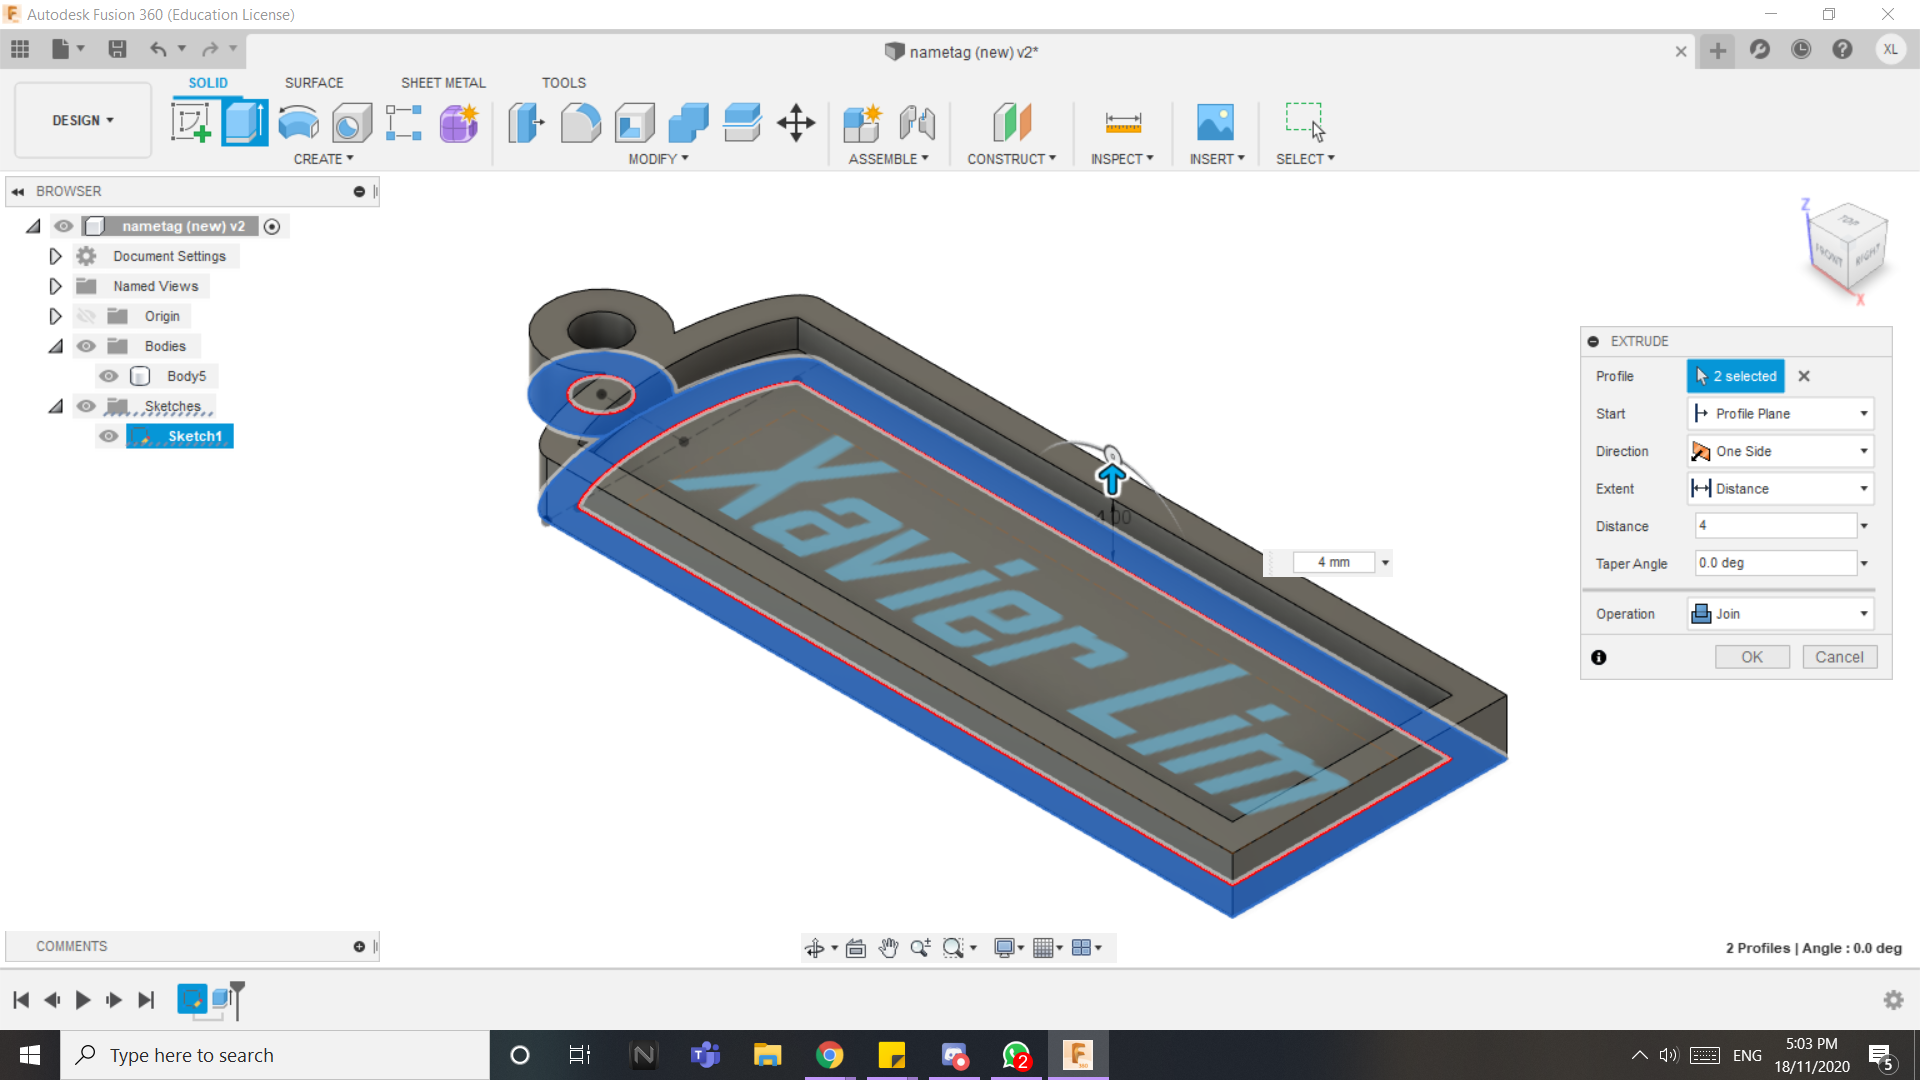 Autodesk Fusion 360 (Education License)
nametag (new) v2*
XL
SOLID
SURFACE
SHEET METAL
TOOLS
DESIGN
CREATE
MODIFY
ASSEMBLE
CONSTRUCT
INSPECT
INSERT
SELECT
BROWSER
nametag (new) v2
Document Settings
Named Views
Origin
Bodies
Body5
Sketches
Sketch1
Z
TOP
FRONT
RIGHT
X
Xavier Lim
4.00
4 mm
EXTRUDE
Profile 2 selected
Start Profile Plane
Direction One Side
Extent Distance
Distance 4
Taper Angle 0.0 deg
Operation Join
OK Cancel
COMMENTS
2 Profiles | Angle : 0.0 deg
Type here to search
N
T
2
F
360
ENG
5:03 PM
18/11/2020
5